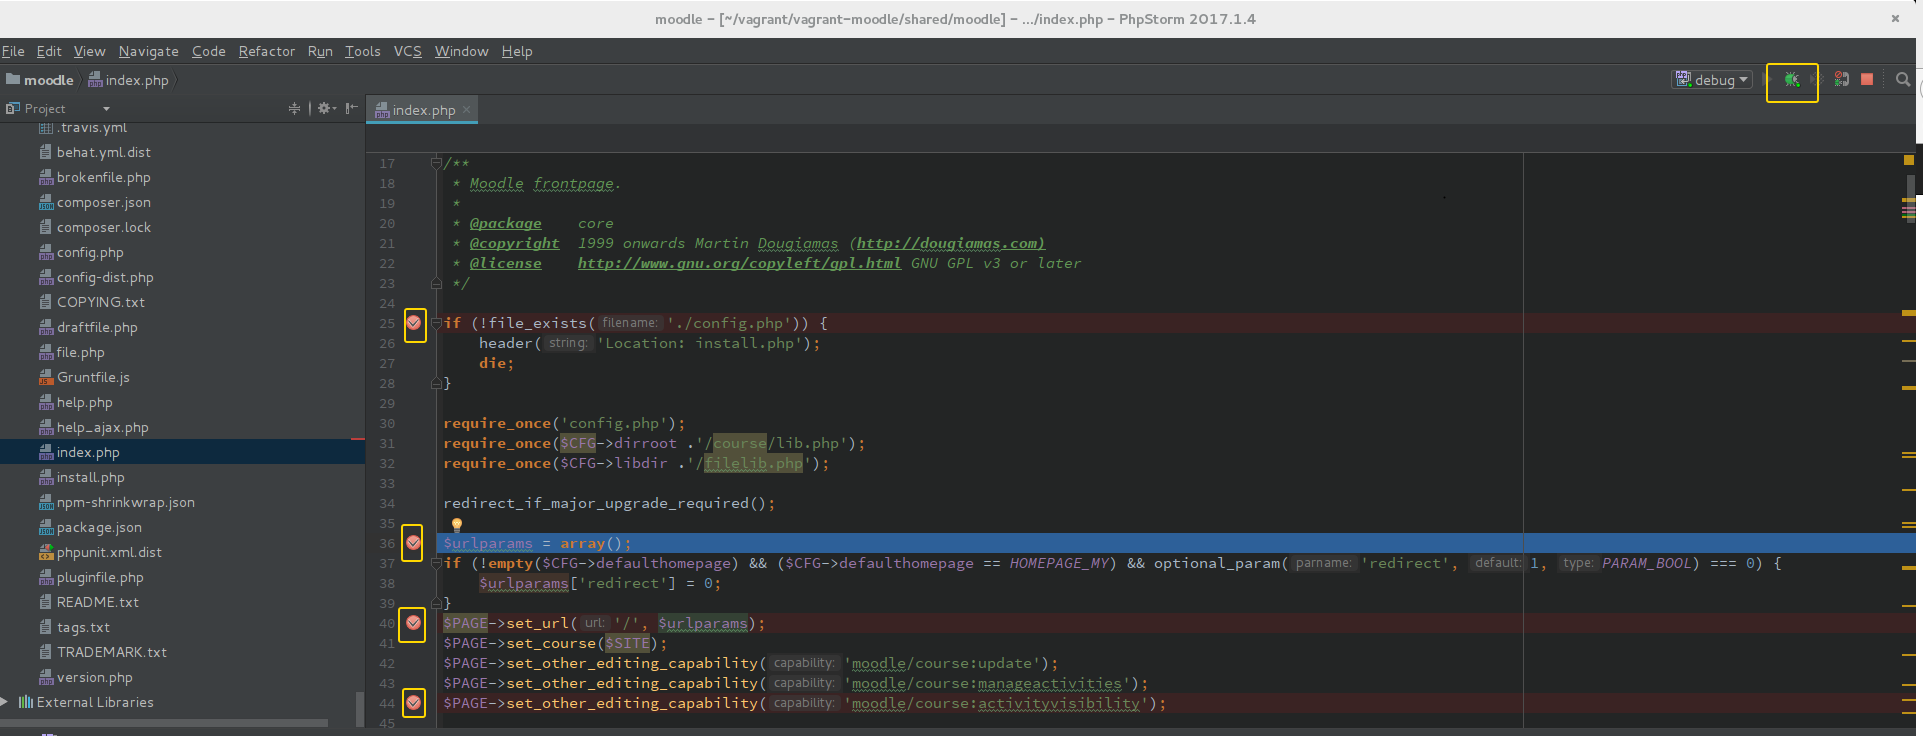 moodle – [~/vagrant/vagrant-moodle/shared/moodle] – .../index.php – PhpStorm 2017.1.4
File Edit View Navigate Code Refactor Run Tools VCS Window Help
moodle index.php debug
Project
index.php
.travis.yml
behat.yml.dist
brokenfile.php
composer.json
composer.lock
config.php
config-dist.php
COPYING.txt
draftfile.php
file.php
Gruntfile.js
help.php
help_ajax.php
index.php
install.php
npm-shrinkwrap.json
package.json
phpunit.xml.dist
pluginfile.php
README.txt
tags.txt
TRADEMARK.txt
version.php
External Libraries
17 /**
18 * Moodle frontpage.
19 *
20 * @package core
21 * @copyright 1999 onwards Martin Dougiamas (http://dougiamas.com)
22 * @license http://www.gnu.org/copyleft/gpl.html GNU GPL v3 or later
23 */
24
25 if (!file_exists( filename: './config.php')) {
26 header( string: 'Location: install.php');
27 die;
28 }
29
30 require_once('config.php');
31 require_once($CFG->dirroot .'/course/lib.php');
32 require_once($CFG->libdir .'/filelib.php');
33
34 redirect_if_major_upgrade_required();
35
36 $urlparams = array();
37 if (!empty($CFG->defaulthomepage) && ($CFG->defaulthomepage == HOMEPAGE_MY) && optional_param( parname: 'redirect', default: 1, type: PARAM_BOOL) === 0) {
38 $urlparams['redirect'] = 0;
39 }
40 $PAGE->set_url( url: '/', $urlparams);
41 $PAGE->set_course($SITE);
42 $PAGE->set_other_editing_capability( capability: 'moodle/course:update');
43 $PAGE->set_other_editing_capability( capability: 'moodle/course:manageactivities');
44 $PAGE->set_other_editing_capability( capability: 'moodle/course:activityvisibility');
45